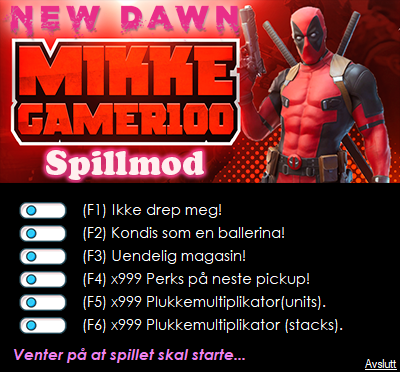 NEW DAWN
MIKKE
GAMER100
Spillmod
(F1) Ikke drep meg!
(F2) Kondis som en ballerina!
(F3) Uendelig magasin!
(F4) x999 Perks på neste pickup!
(F5) x999 Plukkemultiplikator(units).
(F6) x999 Plukkemultiplikator (stacks).
Venter på at spillet skal starte...
Avslutt